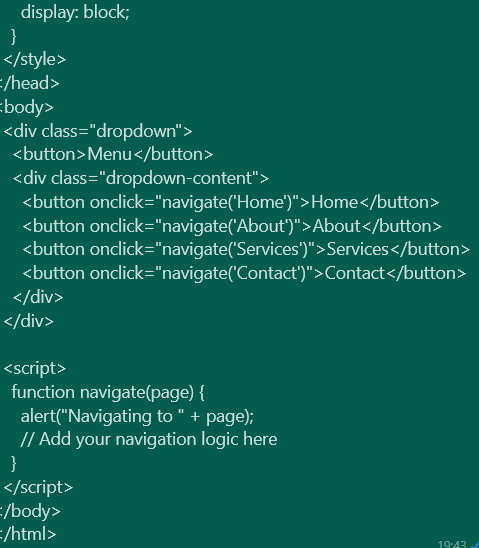 display: block;
}
</style>
</head>
<body>
<div class="dropdown">
<button>Menu</button>
<div class="dropdown-content">
<button onclick="navigate('Home')">Home</button>
<button onclick="navigate('About')">About</button>
<button onclick="navigate('Services')">Services</button>
<button onclick="navigate('Contact')">Contact</button>
</div>
</div>
<script>
function navigate(page) {
alert("Navigating to " + page);
// Add your navigation logic here
}
</script>
</body>
</html>
19:43